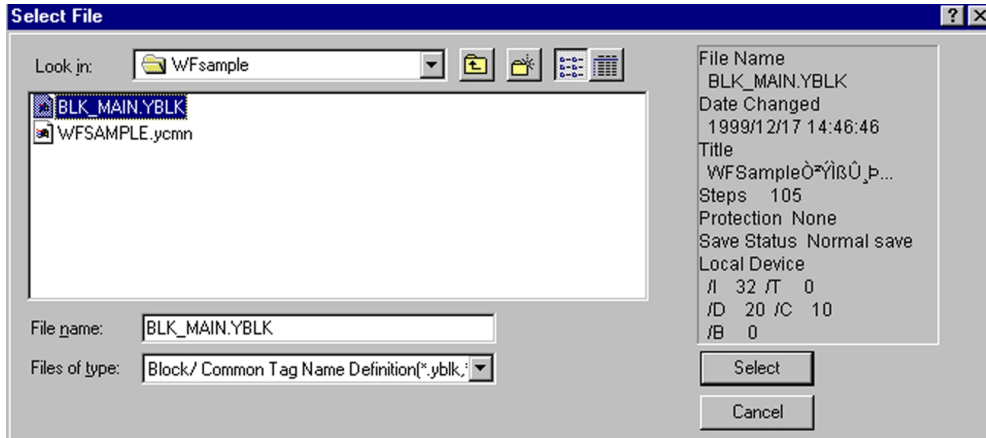 Select File
Look in: WFsample
BLK_MAIN.YBLK
WFSAMPLE.ycmn
File name: BLK_MAIN.YBLK
Files of type: Block/ Common Tag Name Definition(*.yblk,*
File Name
BLK_MAIN.YBLK
Date Changed
1999/12/17 14:46:46
Title
WFSampleÒ²ÝÌßÛ¸Þ...
Steps 105
Protection None
Save Status Normal save
Local Device
/I 32 /T 0
/D 20 /C 10
/B 0
Select
Cancel